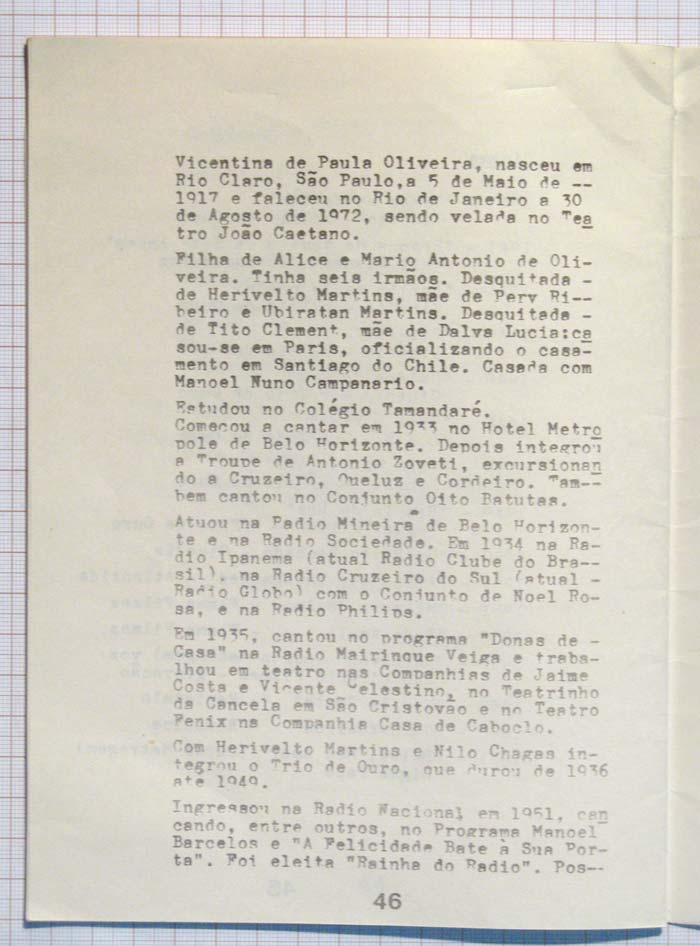 Vicentina de Paula Oliveira, nasceu em
Rio Claro, São Paulo,a 5 de Maio de --
1917 e faleceu no Rio de Janeiro a 30
de Agosto de 1972, sendo velada no Tea
tro João Caetano.
Filha de Alice e Mario Antonio de Oli-
veira. Tinha seis irmãos. Desquitada -
de Herivelto Martins, mãe de Pery Ri--
beiro e Ubiratan Martins. Desquitada -
de Tito Clement, mãe de Dalva Lucia:ca
sou-se em Paris, oficializando o casa-
mento em Santiago do Chile. Casada com
Manoel Nuno Campanario.
Estudou no Colégio Tamandaré.
Começou a cantar em 1933 no Hotel Metro
pole de Belo Horizonte. Depois integrou
a Troupe de Antonio Zoveti, excursionan
do a Cruzeiro, Queluz e Cordeiro. Tam--
bem cantou no Conjunto Oito Batutas.
Atuou na Radio Mineira de Belo Horizon-
te e na Radio Sociedade. Em 1934 na Ra-
dio Ipanema (atual Radio Clube do Bra--
sil), na Radio Cruzeiro do Sul (atual -
Radio Globo) com o Conjunto de Noel Ro-
sa, e na Radio Philips.
Em 1935, cantou no programa "Donas de -
Casa" na Radio Mairinque Veiga e traba-
lhou em teatro nas Companhias de Jaime
Costa e Vicente Celestino, no Teatrinho
da Cancela em São Cristovão e no Teatro
Fenix na Companhia Casa de Caboclo.
Com Herivelto Martins e Nilo Chagas in-
tegrou o Trio de Ouro, que durou de 1936
até 1949.
Ingressou na Radio Nacional em 1951, can
cando, entre outros, no Programa Manoel
Barcelos e "A Felicidade Bate à Sua Por-
ta". Foi eleita "Rainha do Radio". Pos--
46